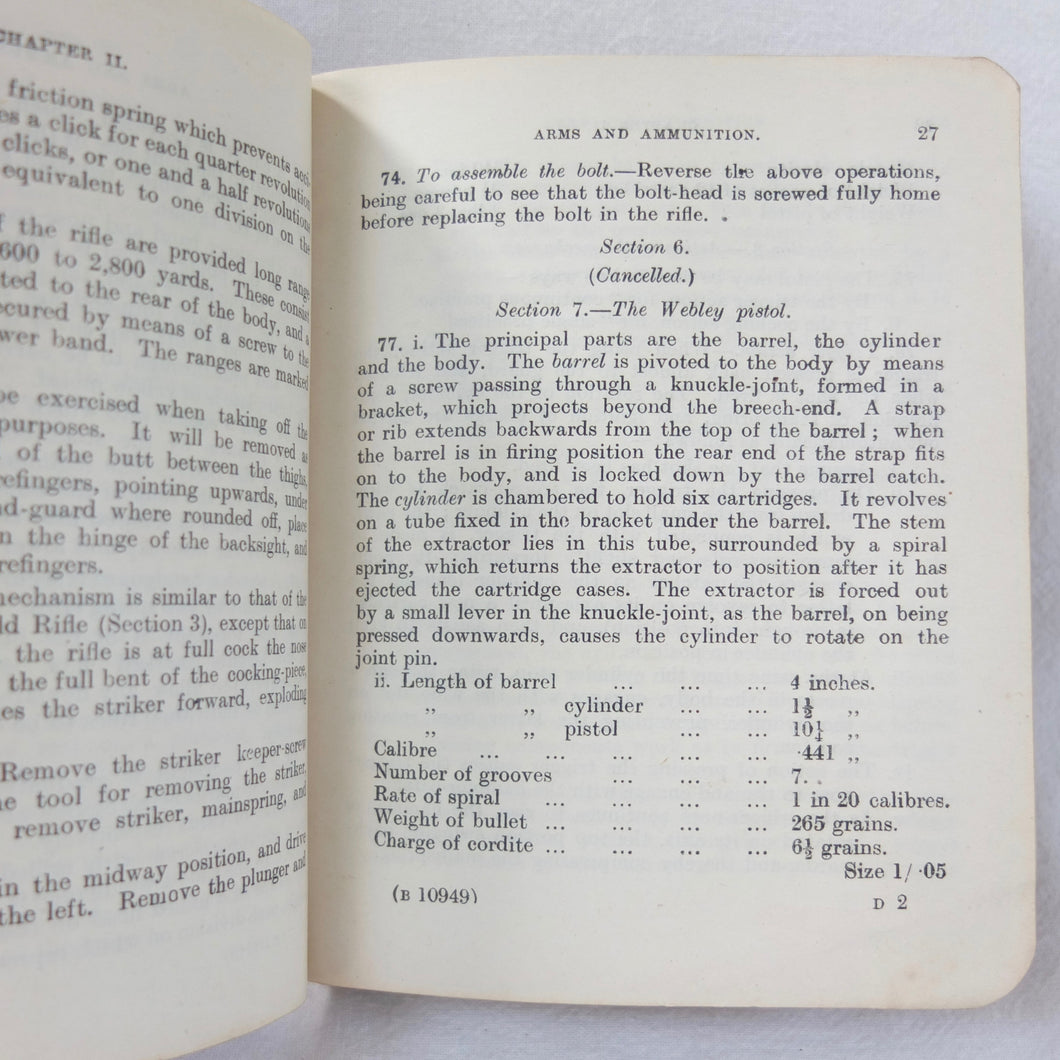 CHAPTER II.
friction spring which prevents acci-
es a click for each quarter revolution
clicks, or one and a half revolutions
equivalent to one division on the
f the rifle are provided long range
600 to 2,800 yards. These consist
ted to the rear of the body, and a
ecured by means of a screw to the
wer band. The ranges are marked
be exercised when taking off the
purposes. It will be removed as
of the butt between the thighs,
refingers, pointing upwards, under
nd-guard where rounded off, place
n the hinge of the backsight, and
refingers.
mechanism is similar to that of the
ld Rifle (Section 3), except that on
the rifle is at full cock the nose
the full bent of the cocking-piece,
es the striker forward, exploding
Remove the striker keeper-screw
e tool for removing the striker,
remove striker, mainspring, and
in the midway position, and drive
the left. Remove the plunger and
ARMS AND AMMUNITION. 27
74. To assemble the bolt.—Reverse the above operations,
being careful to see that the bolt-head is screwed fully home
before replacing the bolt in the rifle.
Section 6.
(Cancelled.)
Section 7.—The Webley pistol.
77. i. The principal parts are the barrel, the cylinder
and the body. The barrel is pivoted to the body by means
of a screw passing through a knuckle-joint, formed in a
bracket, which projects beyond the breech-end. A strap
or rib extends backwards from the top of the barrel; when
the barrel is in firing position the rear end of the strap fits
on to the body, and is locked down by the barrel catch.
The cylinder is chambered to hold six cartridges. It revolves
on a tube fixed in the bracket under the barrel. The stem
of the extractor lies in this tube, surrounded by a spiral
spring, which returns the extractor to position after it has
ejected the cartridge cases. The extractor is forced out
by a small lever in the knuckle-joint, as the barrel, on being
pressed downwards, causes the cylinder to rotate on the
joint pin.
ii. Length of barrel ... ... ... 4 inches.
,, ,, cylinder ... ... 1½ ,,
,, ,, pistol ... ... 10¼ ,,
Calibre ... ... ... ... ·441 ,,
Number of grooves ... ... ... 7.
Rate of spiral ... ... ... ... 1 in 20 calibres.
Weight of bullet ... ... ... ... 265 grains.
Charge of cordite ... ... ... ... 6½ grains.
Size 1/·05
(B 10949) D 2